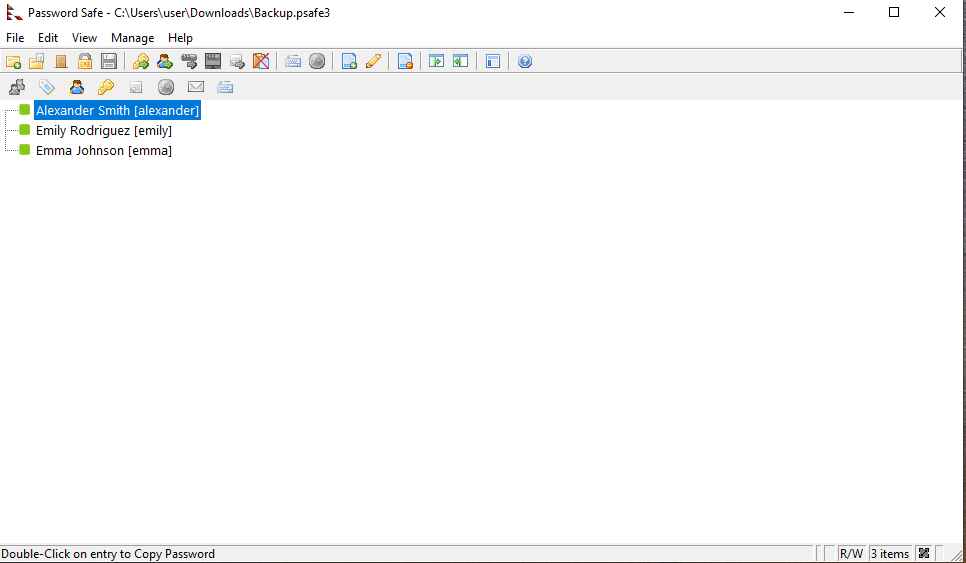 Password Safe - C:\Users\user\Downloads\Backup.psafe3
File Edit View Manage Help
Alexander Smith [alexander]
Emily Rodriguez [emily]
Emma Johnson [emma]
Double-Click on entry to Copy Password R/W 3 items